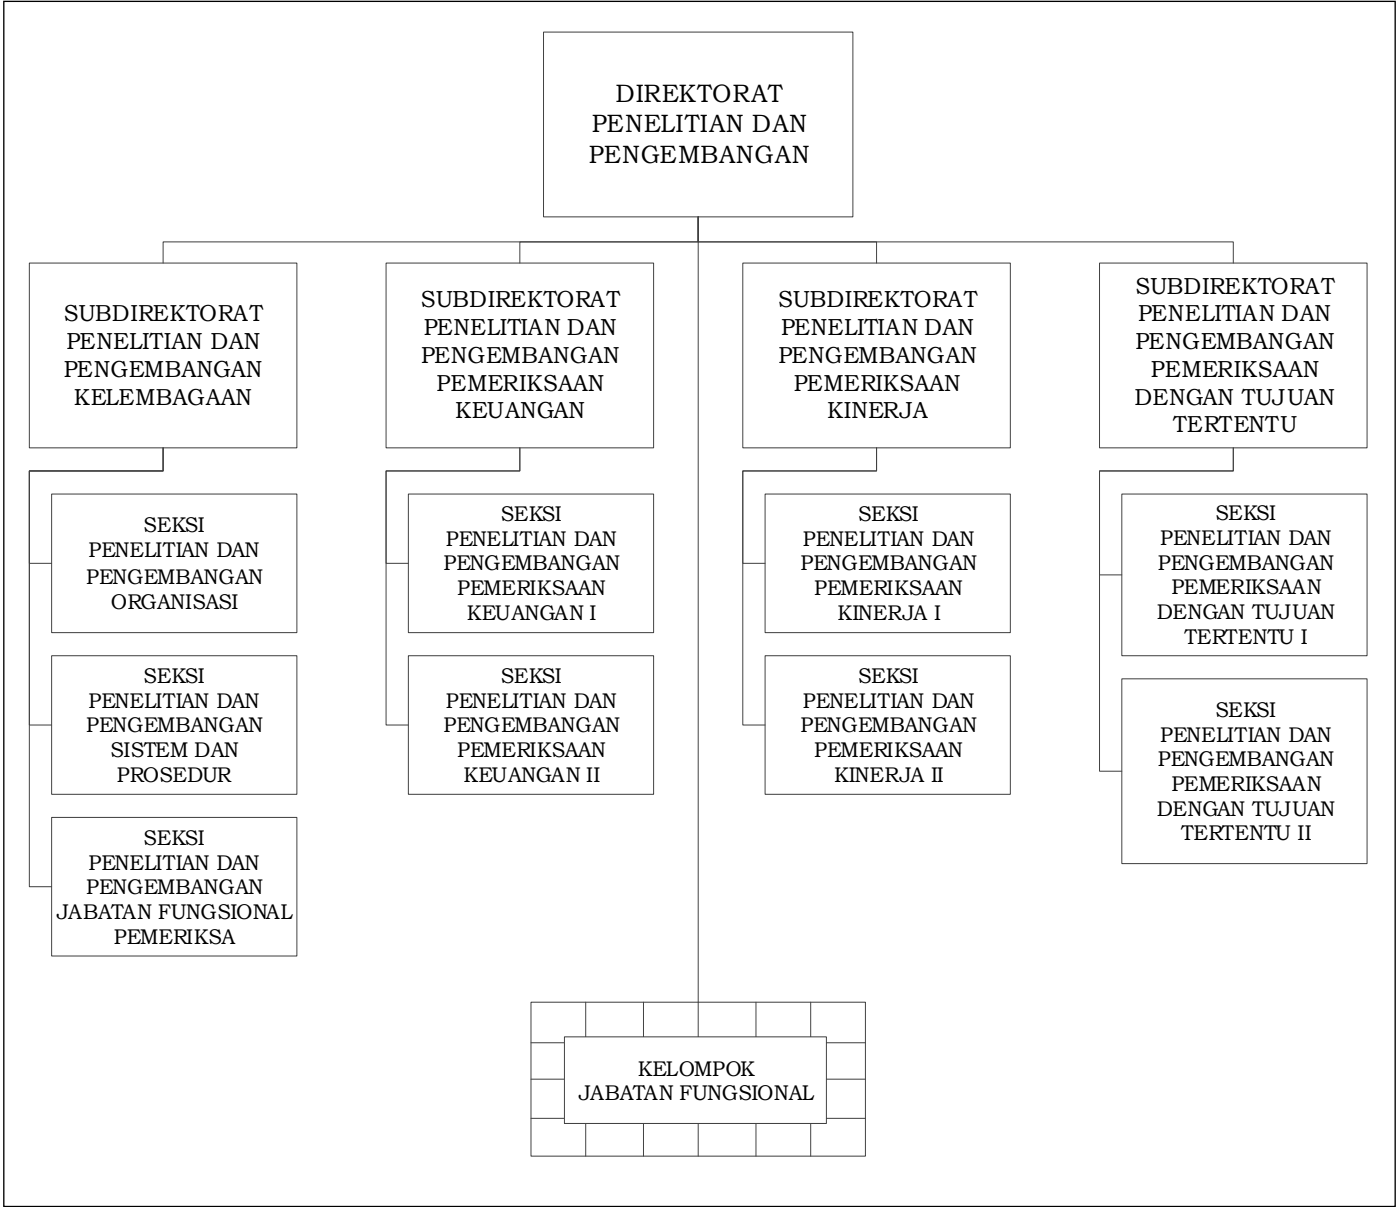 DIREKTORAT
PENELITIAN DAN
PENGEMBANGAN
SUBDIREKTORAT
PENELITIAN DAN
PENGEMBANGAN
KELEMBAGAAN
SUBDIREKTORAT
PENELITIAN DAN
PENGEMBANGAN
PEMERIKSAAN
KEUANGAN
SUBDIREKTORAT
PENELITIAN DAN
PENGEMBANGAN
PEMERIKSAAN
KINERJA
SUBDIREKTORAT
PENELITIAN DAN
PENGEMBANGAN
PEMERIKSAAN
DENGAN TUJUAN
TERTENTU
SEKSI
PENELITIAN DAN
PENGEMBANGAN
ORGANISASI
SEKSI
PENELITIAN DAN
PENGEMBANGAN
SISTEM DAN
PROSEDUR
SEKSI
PENELITIAN DAN
PENGEMBANGAN
JABATAN FUNGSIONAL
PEMERIKSA
SEKSI
PENELITIAN DAN
PENGEMBANGAN
PEMERIKSAAN
KEUANGAN I
SEKSI
PENELITIAN DAN
PENGEMBANGAN
PEMERIKSAAN
KEUANGAN II
SEKSI
PENELITIAN DAN
PENGEMBANGAN
PEMERIKSAAN
KINERJA I
SEKSI
PENELITIAN DAN
PENGEMBANGAN
PEMERIKSAAN
KINERJA II
SEKSI
PENELITIAN DAN
PENGEMBANGAN
PEMERIKSAAN
DENGAN TUJUAN
TERTENTU I
SEKSI
PENELITIAN DAN
PENGEMBANGAN
PEMERIKSAAN
DENGAN TUJUAN
TERTENTU II
KELOMPOK
JABATAN FUNGSIONAL